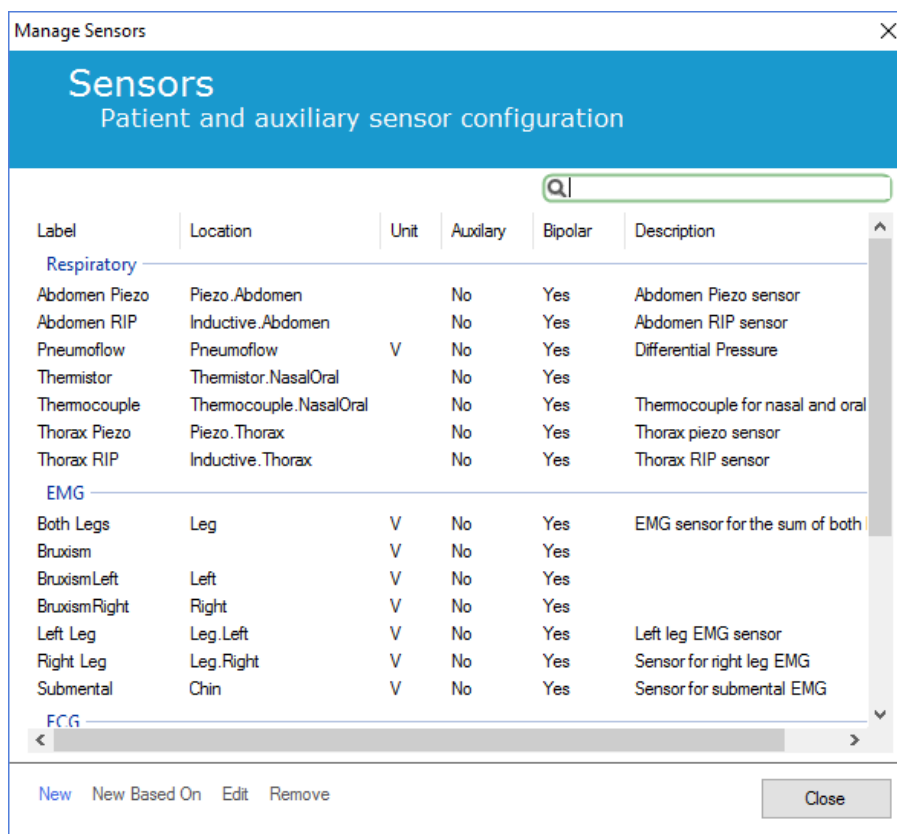 Manage Sensors
Sensors
Patient and auxiliary sensor configuration
Label Location Unit Auxilary Bipolar Description
Respiratory
Abdomen Piezo Piezo.Abdomen No Yes Abdomen Piezo sensor
Abdomen RIP Inductive.Abdomen No Yes Abdomen RIP sensor
Pneumoflow Pneumoflow V No Yes Differential Pressure
Thermistor Thermistor.NasalOral No Yes
Thermocouple Thermocouple.NasalOral No Yes Thermocouple for nasal and oral
Thorax Piezo Piezo.Thorax No Yes Thorax piezo sensor
Thorax RIP Inductive.Thorax No Yes Thorax RIP sensor
EMG
Both Legs Leg V No Yes EMG sensor for the sum of both
Bruxism V No Yes
BruxismLeft Left V No Yes
BruxismRight Right V No Yes
Left Leg Leg.Left V No Yes Left leg EMG sensor
Right Leg Leg.Right V No Yes Sensor for right leg EMG
Submental Chin V No Yes Sensor for submental EMG
ECG
New New Based On Edit Remove Close